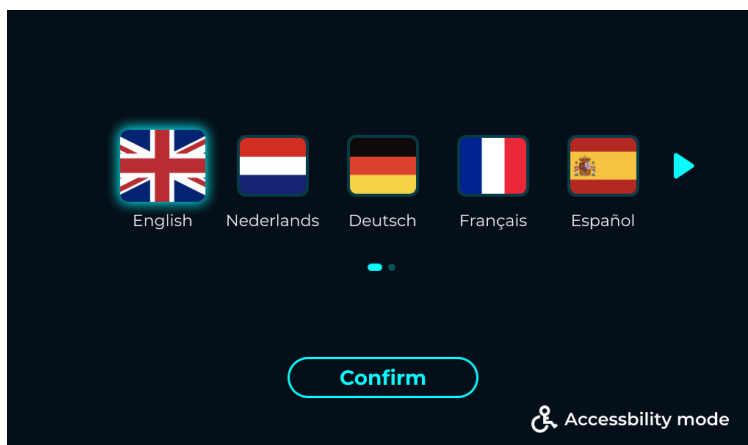 English Nederlands Deutsch Français Español
Confirm
Accessbility mode